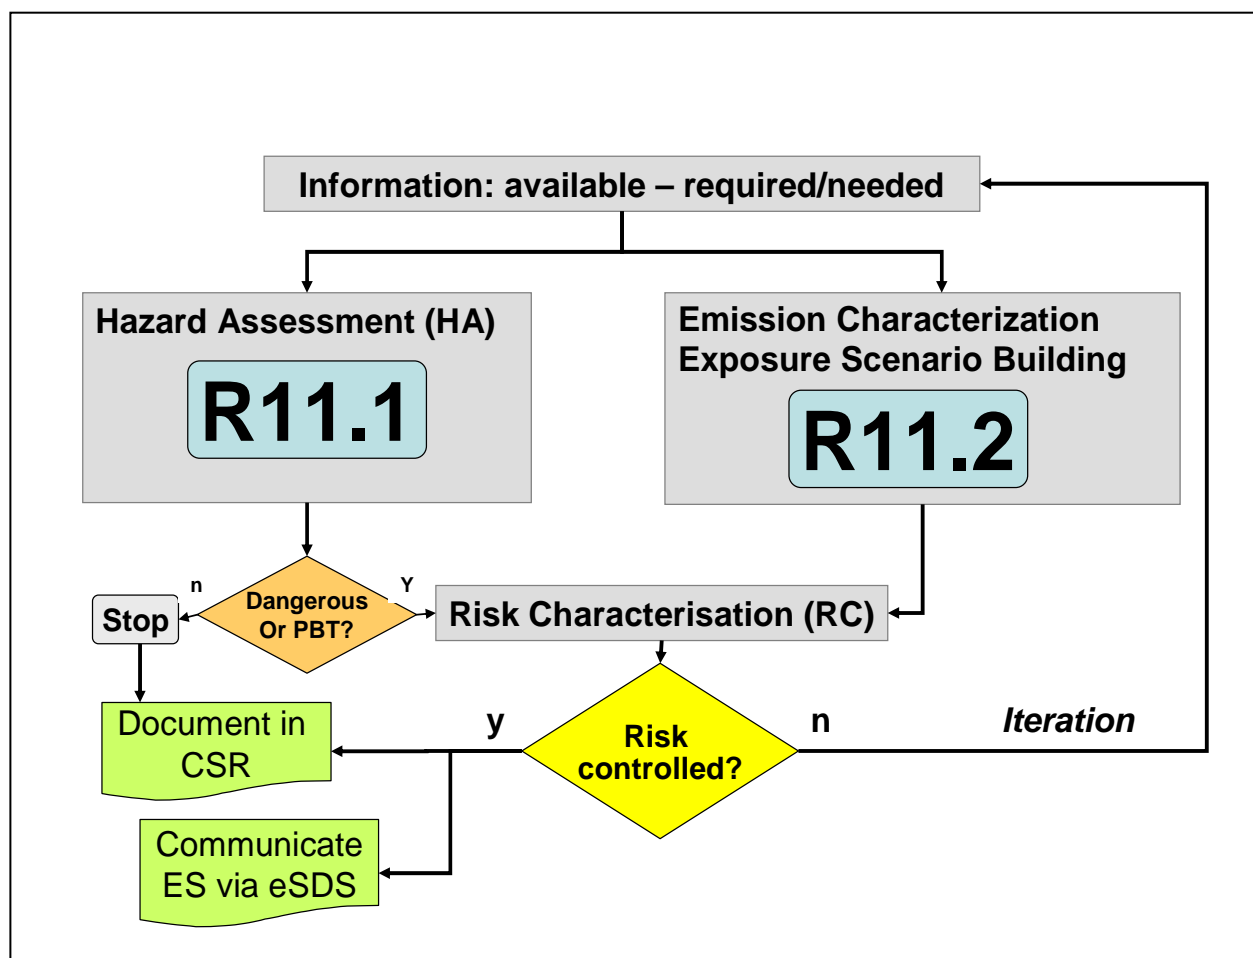 Information: available – required/needed
Hazard Assessment (HA)
R11.1
Emission Characterization
Exposure Scenario Building
R11.2
n
Y
Dangerous
Or PBT?
Stop
Risk Characterisation (RC)
Document in
CSR
y
Risk
controlled?
n
Iteration
Communicate
ES via eSDS